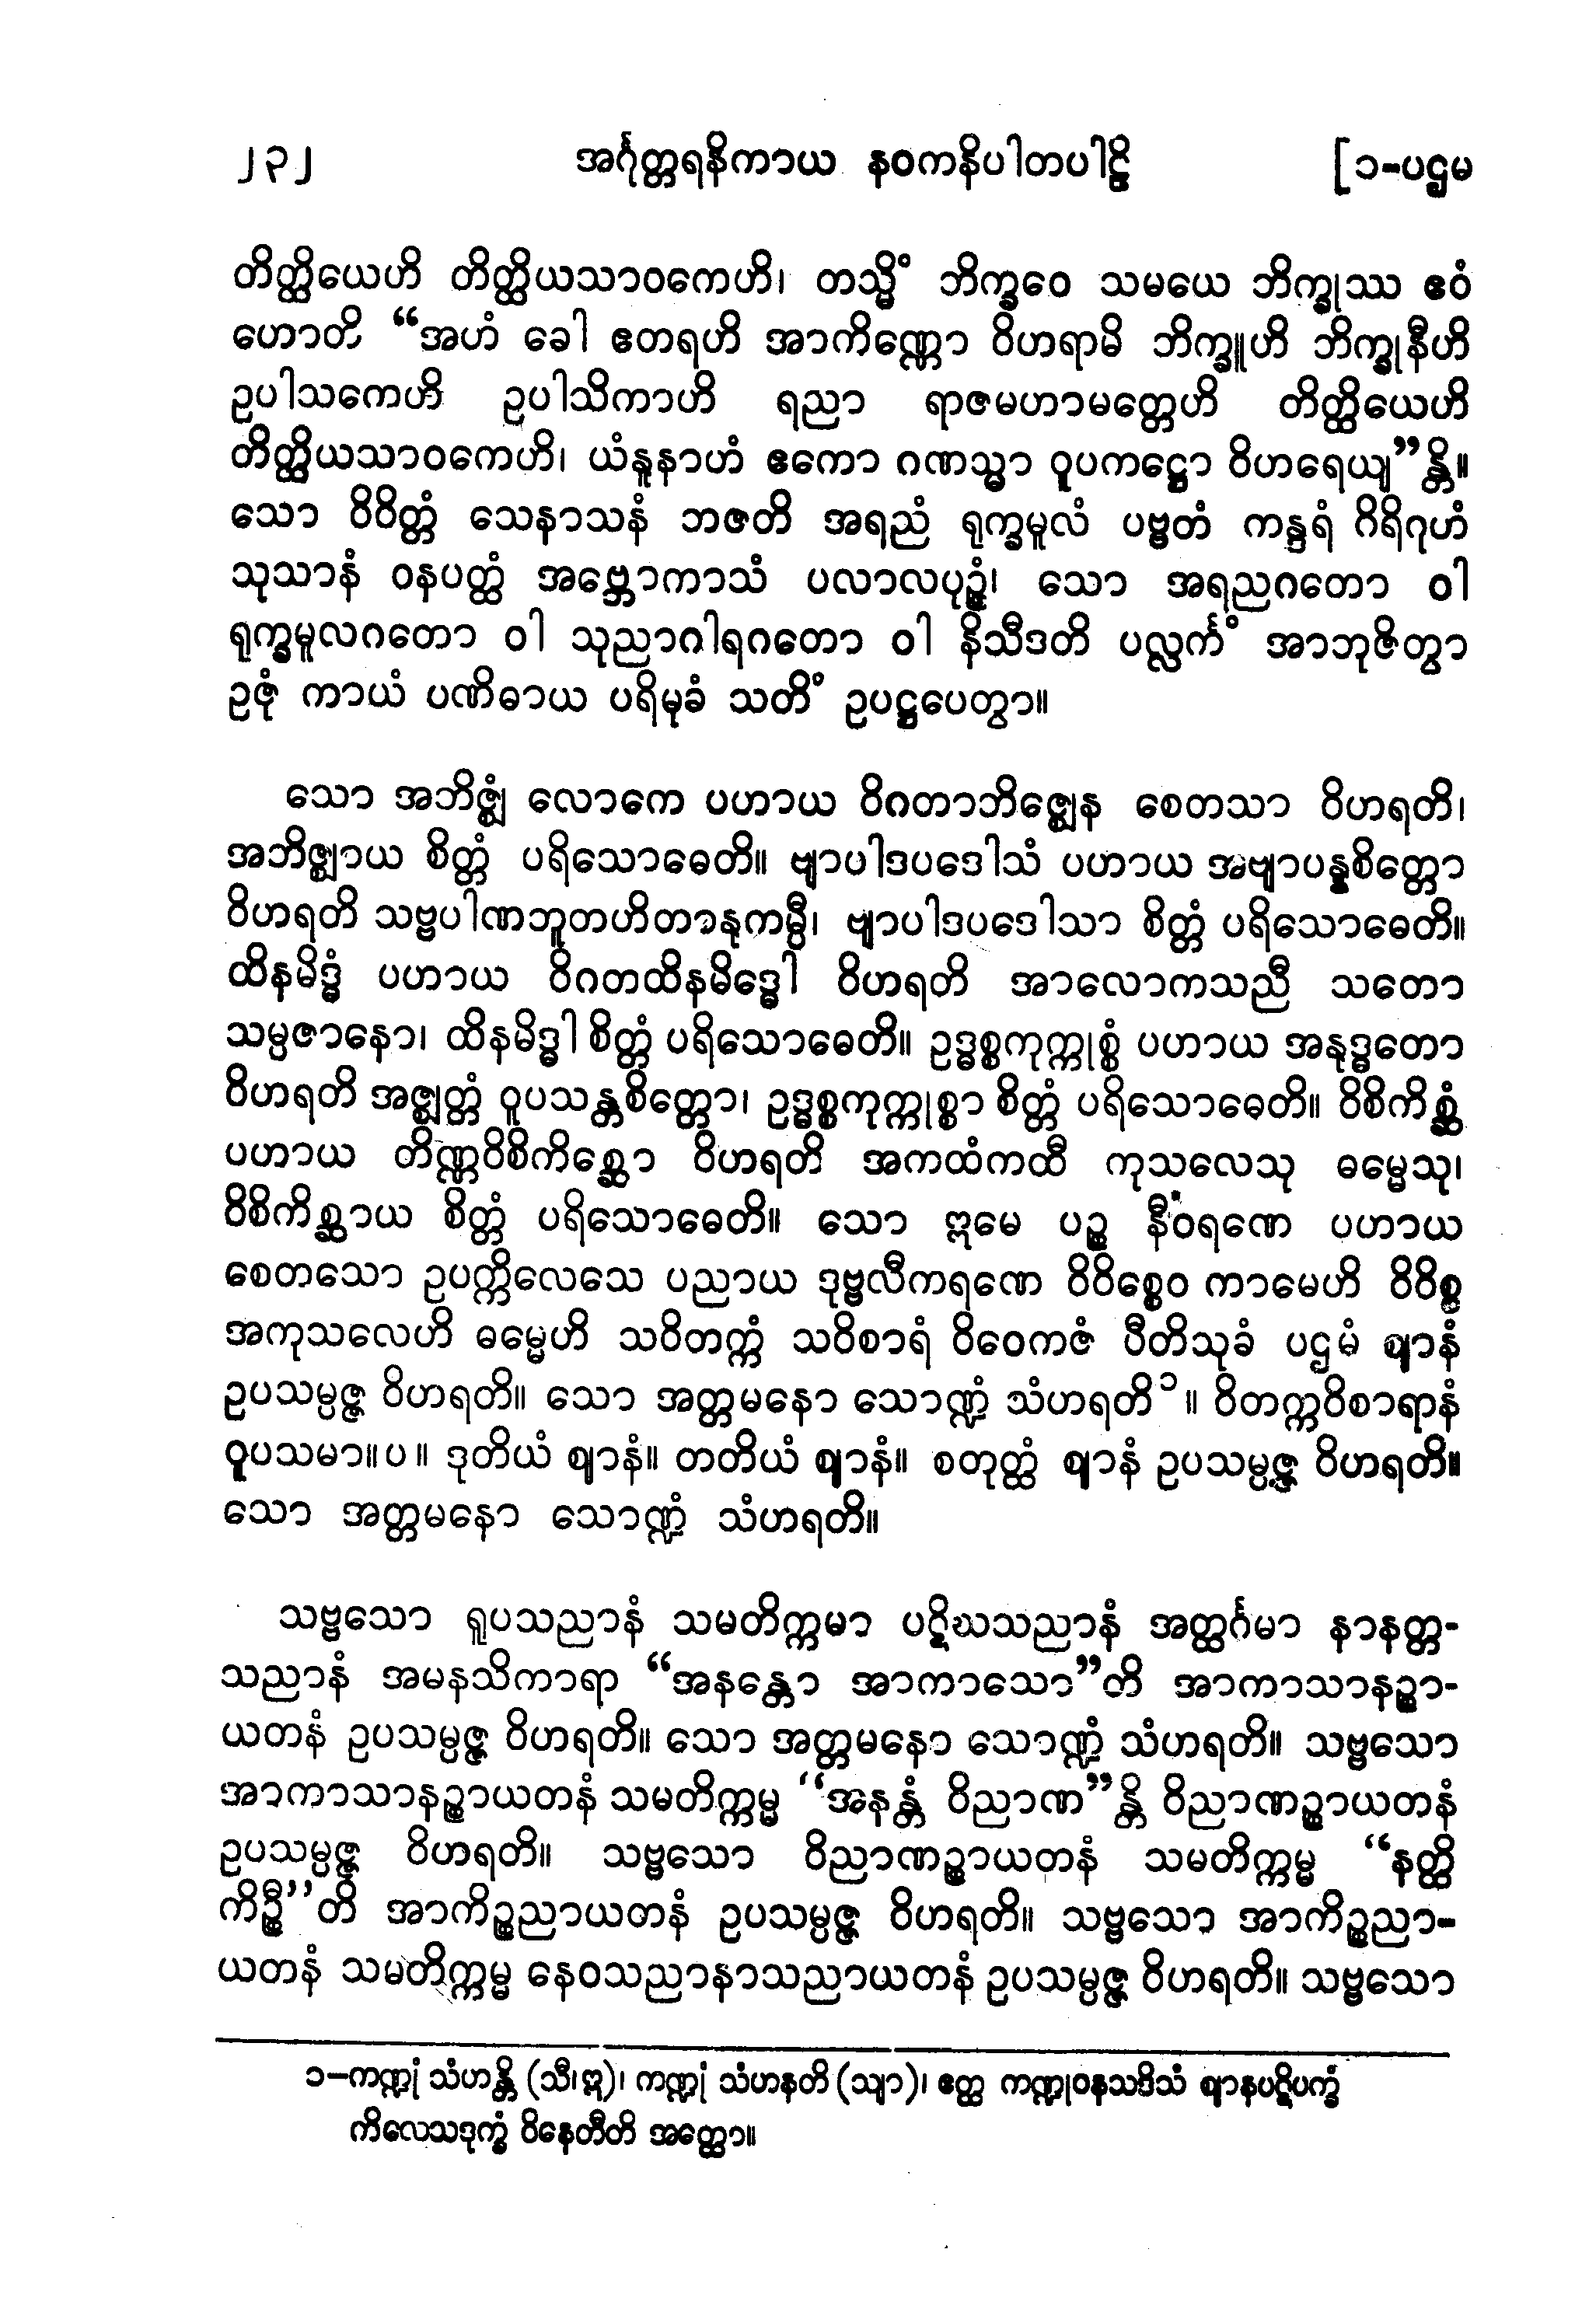 ၂၃၂ အင်္ဂုတ္တရနိကာယ နဝကနိပါတပါဠိ [၁-ပဌမ
တိတ္ထိယေဟိ တိတ္ထိယသာဝကေဟိ၊ တသ္မိံ ဘိက္ခဝေ သမယေ ဘိက္ခုဿ ဧဝံ
ဟောတိ “အဟံ ခေါ ဧတရဟိ အာကိဏ္ဏော ဝိဟရာမိ ဘိက္ခူဟိ ဘိက္ခုနီဟိ
ဥပါသကေဟိ ဥပါသိကာဟိ ရညာ ရာဇမဟာမတ္တေဟိ တိတ္ထိယေဟိ
တိတ္ထိယသာဝကေဟိ၊ ယံနူနာဟံ ဧကော ဂဏသ္မာ ဝူပကဋ္ဌော ဝိဟရေယျ”န္တိ။
သော ဝိဝိတ္တံ သေနာသနံ ဘဇတိ အရညံ ရုက္ခမူလံ ပဗ္ဗတံ ကန္ဒရံ ဂိရိဂုဟံ
သုသာနံ ဝနပတ္ထံ အဗ္ဘောကာသံ ပလာလပုဉ္ဇံ၊ သော အရညဂတော ဝါ
ရုက္ခမူလဂတော ဝါ သုညာဂါရဂတော ဝါ နိသီဒတိ ပလ္လင်္ကံ အာဘုဇိတွာ
ဥဇုံ ကာယံ ပဏိဓာယ ပရိမုခံ သတိံ ဥပဋ္ဌပေတွာ။
သော အဘိဇ္ဈံ လောကေ ပဟာယ ဝိဂတာဘိဇ္ဈေန စေတသာ ဝိဟရတိ၊
အဘိဇ္ဈာယ စိတ္တံ ပရိသောဓေတိ။ ဗျာပါဒပဒေါသံ ပဟာယ အဗျာပန္နစိတ္တော
ဝိဟရတိ သဗ္ဗပါဏဘူတဟိတာနုကမ္ပီ၊ ဗျာပါဒပဒေါသာ စိတ္တံ ပရိသောဓေတိ။
ထိနမိဒ္ဓံ ပဟာယ ဝိဂတထိနမိဒ္ဓေါ ဝိဟရတိ အာလောကသညီ သတော
သမ္ပဇာနော၊ ထိနမိဒ္ဓါ စိတ္တံ ပရိသောဓေတိ။ ဥဒ္ဓစ္စကုက္ကုစ္စံ ပဟာယ အနုဒ္ဓတော
ဝိဟရတိ အဇ္ဈတ္တံ ဝူပသန္တစိတ္တော၊ ဥဒ္ဓစ္စကုက္ကုစ္စာ စိတ္တံ ပရိသောဓေတိ။ ဝိစိကိစ္ဆံ
ပဟာယ တိဏ္ဏဝိစိကိစ္ဆော ဝိဟရတိ အကထံကထီ ကုသလေသု ဓမ္မေသု၊
ဝိစိကိစ္ဆာယ စိတ္တံ ပရိသောဓေတိ။ သော ဣမေ ပဉ္စ နီဝရဏေ ပဟာယ
စေတသော ဥပက္ကိလေသေ ပညာယ ဒုဗ္ဗလီကရဏေ ဝိဝိစ္စေဝ ကာမေဟိ ဝိဝိစ္စ
အကုသလေဟိ ဓမ္မေဟိ သဝိတက္ကံ သဝိစာရံ ဝိဝေကဇံ ပီတိသုခံ ပဌမံ ဈာနံ
ဥပသမ္ပဇ္ဇ ဝိဟရတိ။ သော အတ္တမနော သောဏ္ဍံ သံဟရတိ၁။ ဝိတက္ကဝိစာရာနံ
ဝူပသမာ။ပ။ ဒုတိယံ ဈာနံ။ တတိယံ ဈာနံ။ စတုတ္ထံ ဈာနံ ဥပသမ္ပဇ္ဇ ဝိဟရတိ။
သော အတ္တမနော သောဏ္ဍံ သံဟရတိ။
သဗ္ဗသော ရူပသညာနံ သမတိက္ကမာ ပဋိဃသညာနံ အတ္ထင်္ဂမာ နာနတ္တ-
သညာနံ အမနသိကာရာ “အနန္တော အာကာသော”တိ အာကာသာနဉ္စာ-
ယတနံ ဥပသမ္ပဇ္ဇ ဝိဟရတိ။ သော အတ္တမနော သောဏ္ဍံ သံဟရတိ။ သဗ္ဗသော
အာကာသာနဉ္စာယတနံ သမတိက္ကမ္မ “အနန္တံ ဝိညာဏ”န္တိ ဝိညာဏဉ္စာယတနံ
ဥပသမ္ပဇ္ဇ ဝိဟရတိ။ သဗ္ဗသော ဝိညာဏဉ္စာယတနံ သမတိက္ကမ္မ “နတ္ထိ
ကိဉ္စီ”တိ အာကိဉ္စညာယတနံ ဥပသမ္ပဇ္ဇ ဝိဟရတိ။ သဗ္ဗသော အာကိဉ္စညာ-
ယတနံ သမတိက္ကမ္မ နေဝသညာနာသညာယတနံ ဥပသမ္ပဇ္ဇ ဝိဟရတိ။ သဗ္ဗသော
၁-ကဏ္ဍုံ သံဟန္တိ (သီ၊ဣ)၊ ကဏ္ဍုံ သံဟနတိ (သျာ)၊ ဧတ္ထ ကဏ္ဍုဝနသဒိသံ ဈာနပဋိပက္ခံ
ကိလေသဒုက္ခံ ဝိနေတီတိ အတ္ထော။